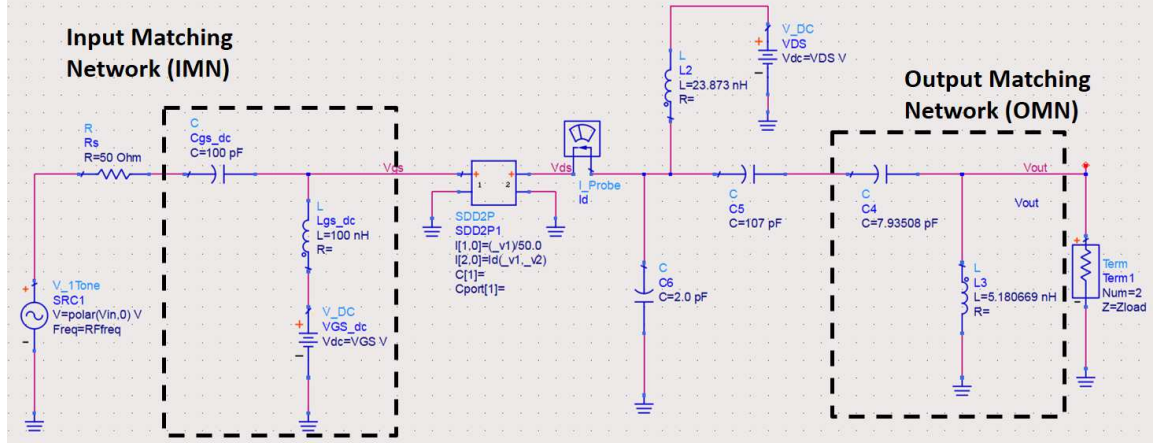 Input Matching
Network (IMN)
Output Matching
Network (OMN)
R
Rs
R=50 Ohm
C
Cgs_dc
C=100 pF
L
Lgs_dc
L=100 nH
R=
V_1Tone
SRC1
V=polar(Vin,0) V
Freq=RFfreq
V_DC
VGS_dc
Vdc=VGS V
Vgs
1
2
SDD2P
SDD2P1
I[1,0]=(_v1)/50.0
I[2,0]=Id(_v1,_v2)
C[1]=
Cport[1]=
Vds
I_Probe
Id
L
L2
L=23.873 nH
R=
V_DC
VDS
Vdc=VDS V
C
C5
C=107 pF
C
C6
C=2.0 pF
C
C4
C=7.93508 pF
Vout
Vout
L
L3
L=5.180669 nH
R=
Term
Term1
Num=2
Z=Zload